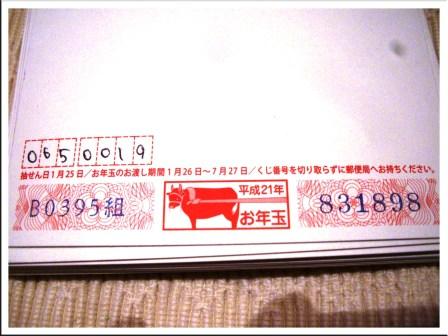 0650019
抽せん日1月25日／お年玉のお渡し期間1月26日～7月27日／くじ番号を切り取らずに郵便局へお持ちください。
B0395組
平成21年
お年玉
831898